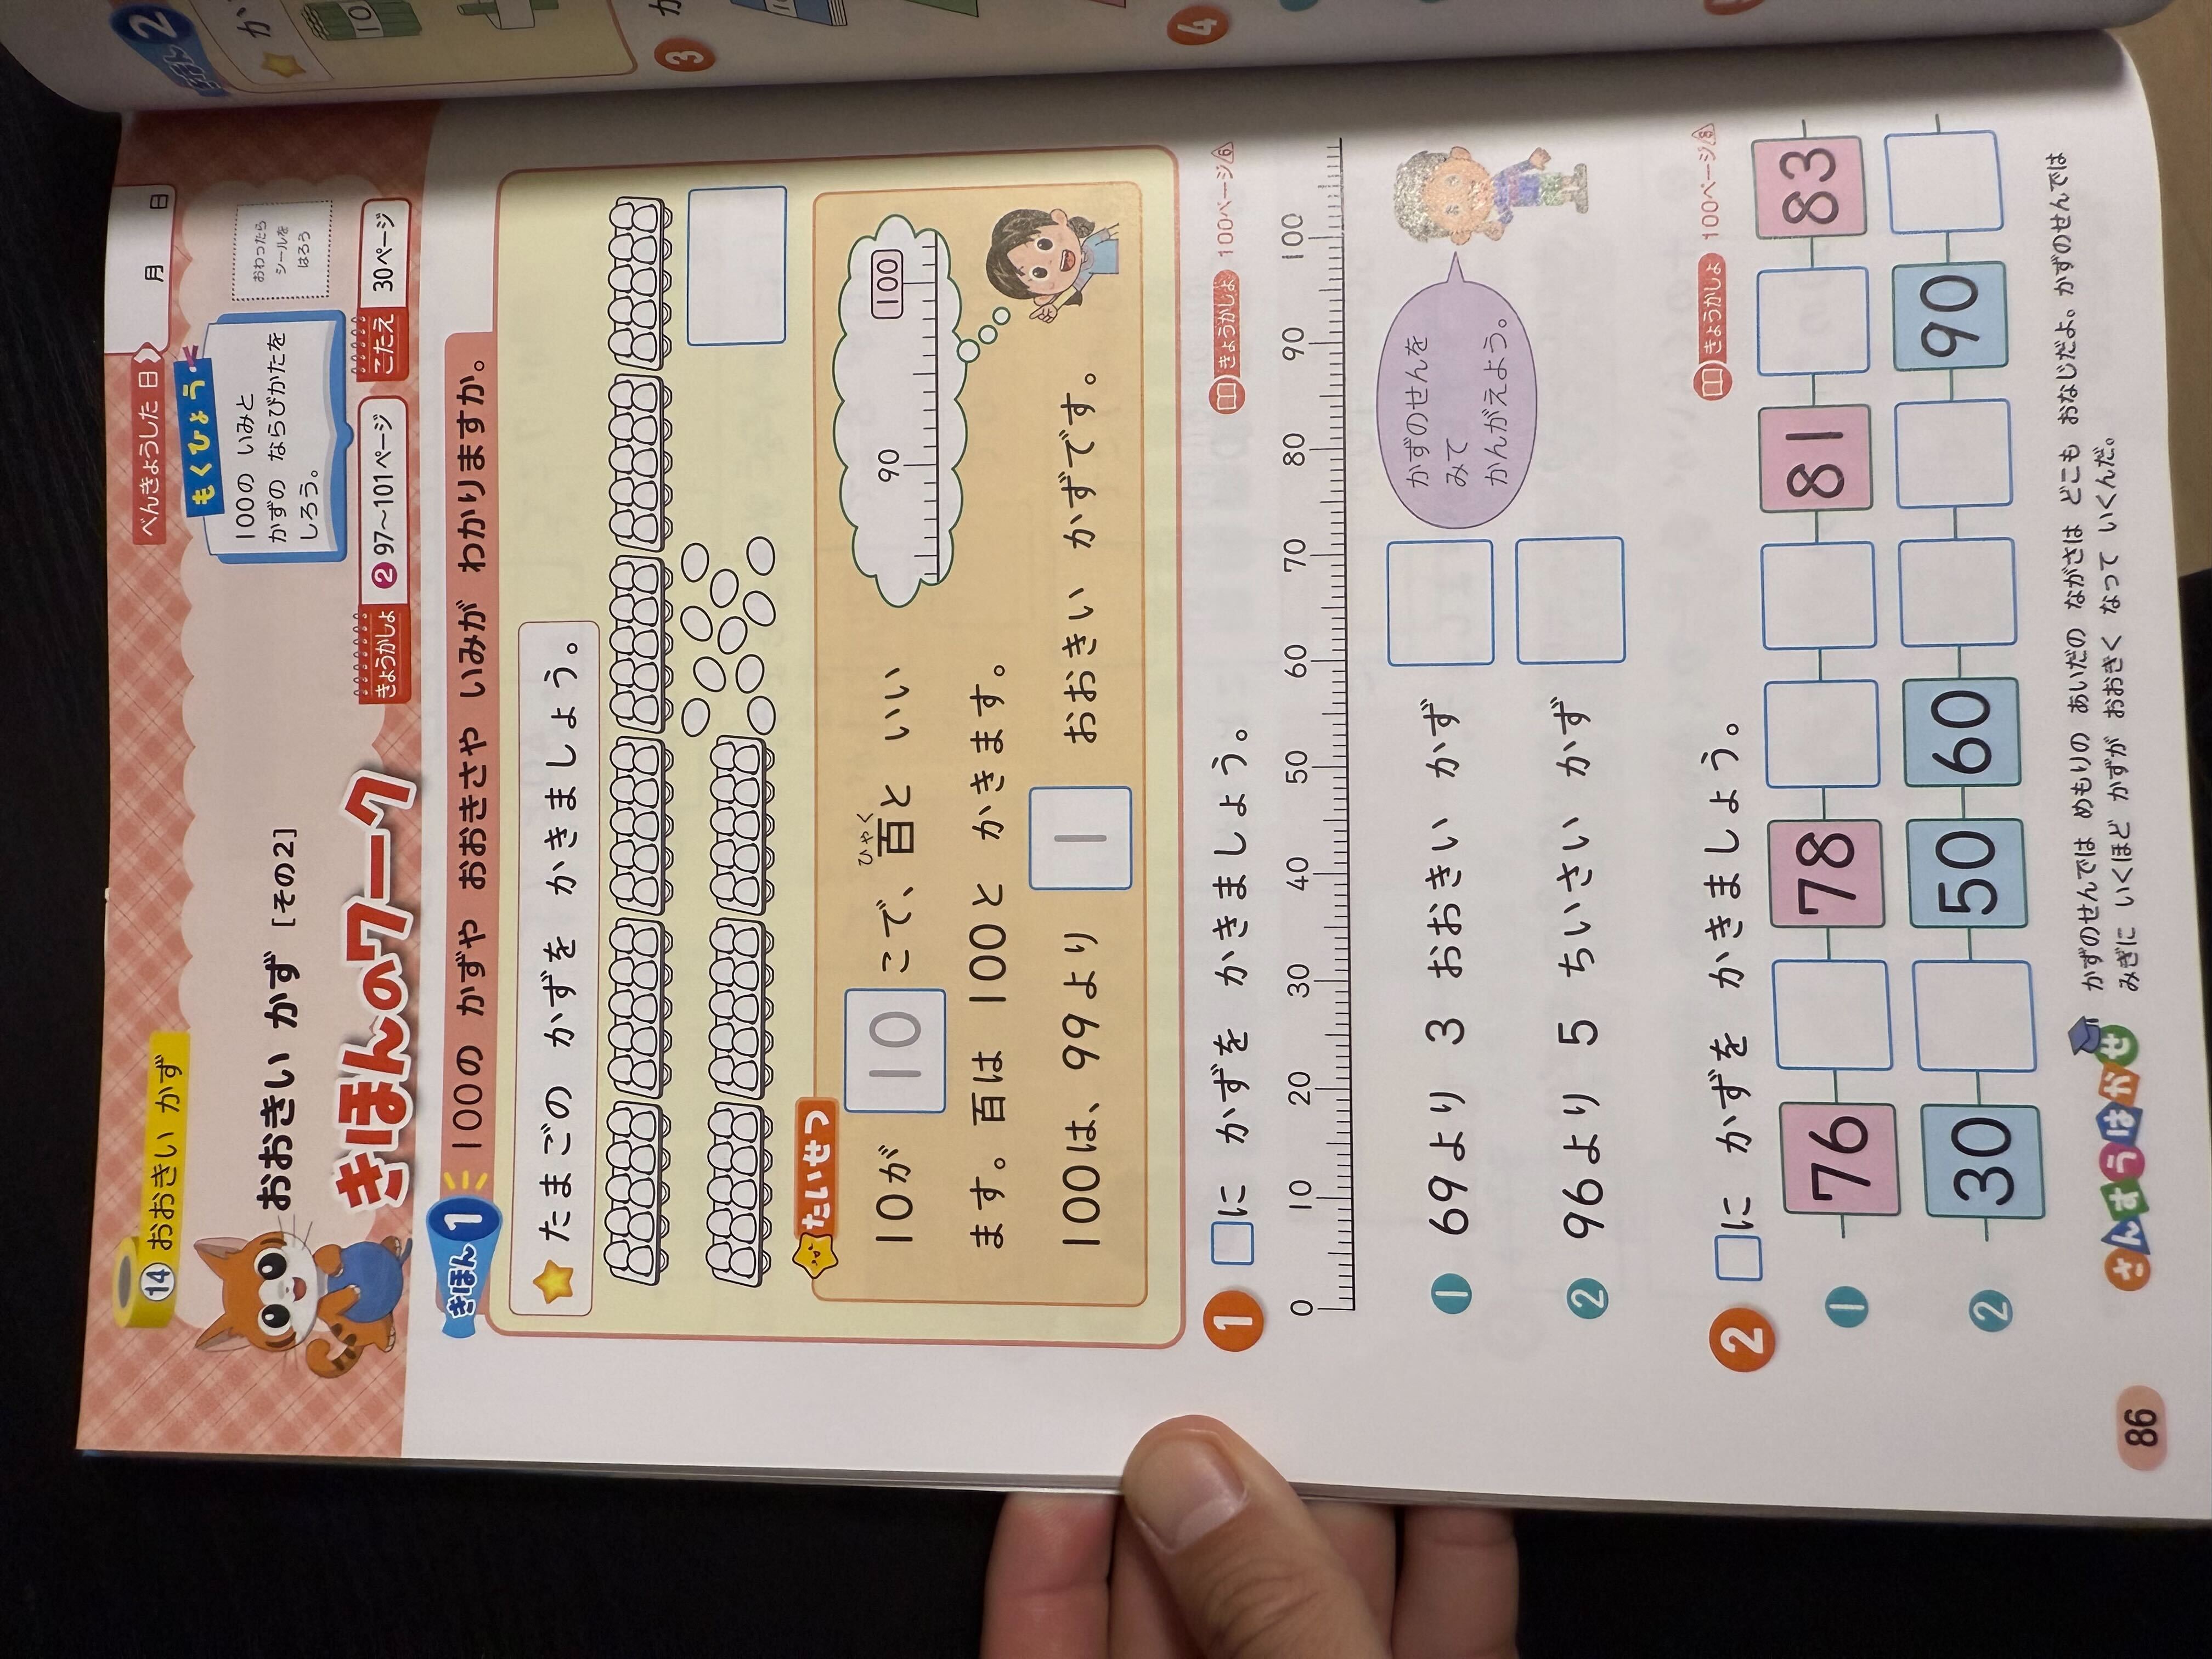 べんきょうした日 月 日
⑭ おおきい かず
おおきい かず [その2]
きほんのワーク
もくひょう
100の いみと
かずの ならびかたを
しろう。
おわったら
シールを
はろう
きょうかしょ ❷97〜101ページ こたえ 30ページ
きほん 1 100の かずや おおきさや いみが わかりますか。
たまごの かずを かきましょう。
たいせつ
10が 10 こで、百と いい
ひゃく
ます。百は 100と かきます。
100は、99より 1 おおきい かずです。
90 100
1 □に かずを かきましょう。 きょうかしょ 100ページ6
0 10 20 30 40 50 60 70 80 90 100
1 69より 3 おおきい かず
2 96より 5 ちいさい かず
かずのせんを
みて
かんがえよう。
2 □に かずを かきましょう。 きょうかしょ 100ページ8
1 76 78 81 83
2 30 50 60 90
さんすうはかせ かずのせんでは めもりの あいだの ながさは どこも おなじだよ。かずのせんでは
みぎに いくほど かずが おおきく なって いくんだ。
86
きほん 2
か
10
3
か
4